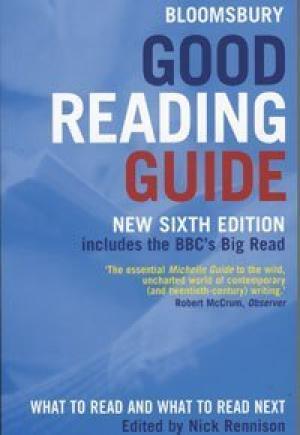 BLOOMSBURY
GOOD
READING
GUIDE
NEW SIXTH EDITION
includes the BBC's Big Read
'The essential Michelle Guide to the wild,
uncharted world of contemporary
(and twentieth-century) writing.'
Robert McCrum, Observer
WHAT TO READ AND WHAT TO READ NEXT
Edited by Nick Rennison